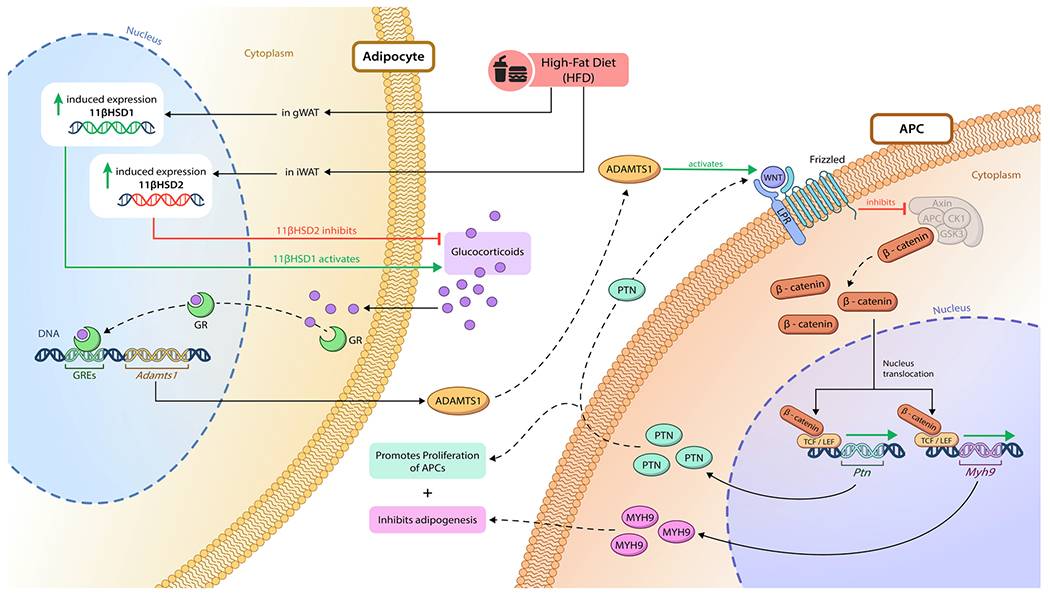 Nucleus
Cytoplasm
Adipocyte
High-Fat Diet
(HFD)
induced expression
11βHSD1
in gWAT
induced expression
11βHSD2
in iWAT
11βHSD2 inhibits
11βHSD1 activates
Glucocorticoids
GR
GR
DNA
GREs
Adamts1
ADAMTS1
ADAMTS1
activates
WNT
LPR
Frizzled
APC
Cytoplasm
inhibits
Axin
APC
CK1
GSK3
β - catenin
β - catenin
β - catenin
β - catenin
PTN
Nucleus
Nucleus
translocation
β - catenin
TCF / LEF
Ptn
β - catenin
TCF / LEF
Myh9
PTN
PTN
PTN
Promotes Proliferation
of APCs
+
Inhibits adipogenesis
MYH9
MYH9
MYH9